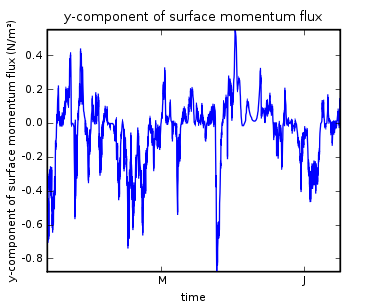 y-component of surface momentum flux
y-component of surface momentum flux (N/m²)
0.4
0.2
0.0
-0.2
-0.4
-0.6
-0.8
M
J
time